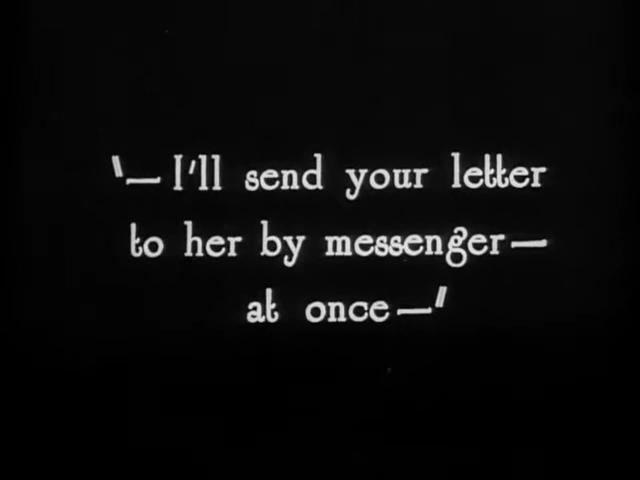 "—I'll send your letter
to her by messenger—
at once—"